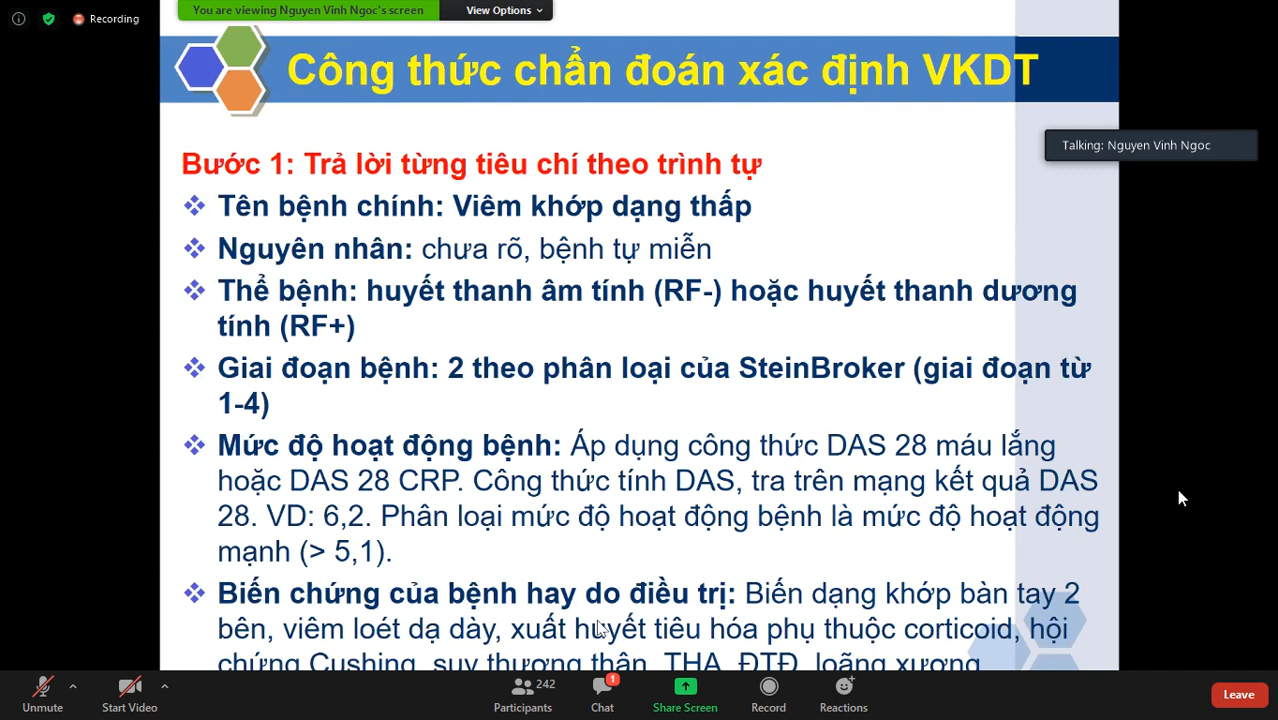 Recording
You are viewing Nguyen Vinh Ngoc's screen
View Options
Công thức chẩn đoán xác định VKDT
Talking: Nguyen Vinh Ngoc
Bước 1: Trả lời từng tiêu chí theo trình tự
Tên bệnh chính: Viêm khớp dạng thấp
Nguyên nhân: chưa rõ, bệnh tự miễn
Thể bệnh: huyết thanh âm tính (RF-) hoặc huyết thanh dương
tính (RF+)
Giai đoạn bệnh: 2 theo phân loại của SteinBroker (giai đoạn từ
1-4)
Mức độ hoạt động bệnh: Áp dụng công thức DAS 28 máu lắng
hoặc DAS 28 CRP. Công thức tính DAS, tra trên mạng kết quả DAS
28. VD: 6,2. Phân loại mức độ hoạt động bệnh là mức độ hoạt động
mạnh (> 5,1).
Biến chứng của bệnh hay do điều trị: Biến dạng khớp bàn tay 2
bên, viêm loét dạ dày, xuất huyết tiêu hóa phụ thuộc corticoid, hội
chứng Cushing, suy thượng thận, THA, ĐTĐ, loãng xương
242
1
Unmute
Start Video
Participants
Chat
Share Screen
Record
Reactions
Leave